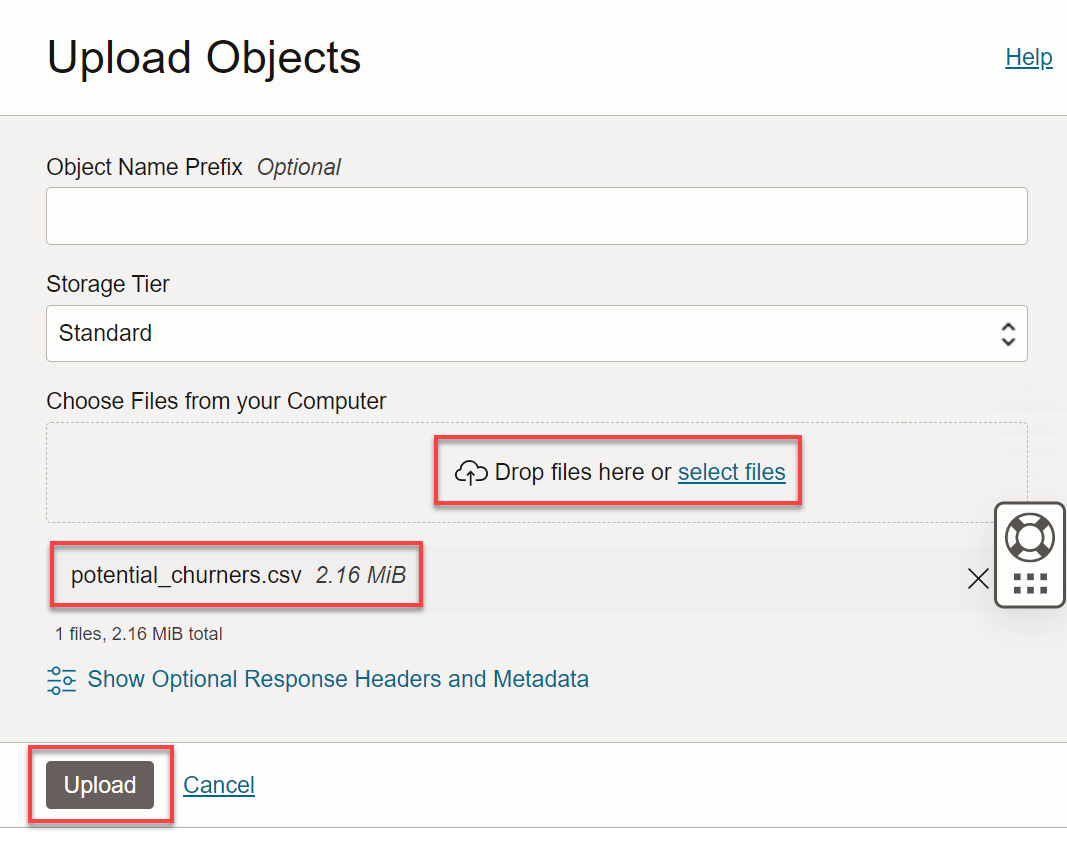 Upload Objects
Help
Object Name Prefix Optional
Storage Tier
Standard
Choose Files from your Computer
Drop files here or select files
potential_churners.csv 2.16 MiB
1 files, 2.16 MiB total
Show Optional Response Headers and Metadata
Upload Cancel